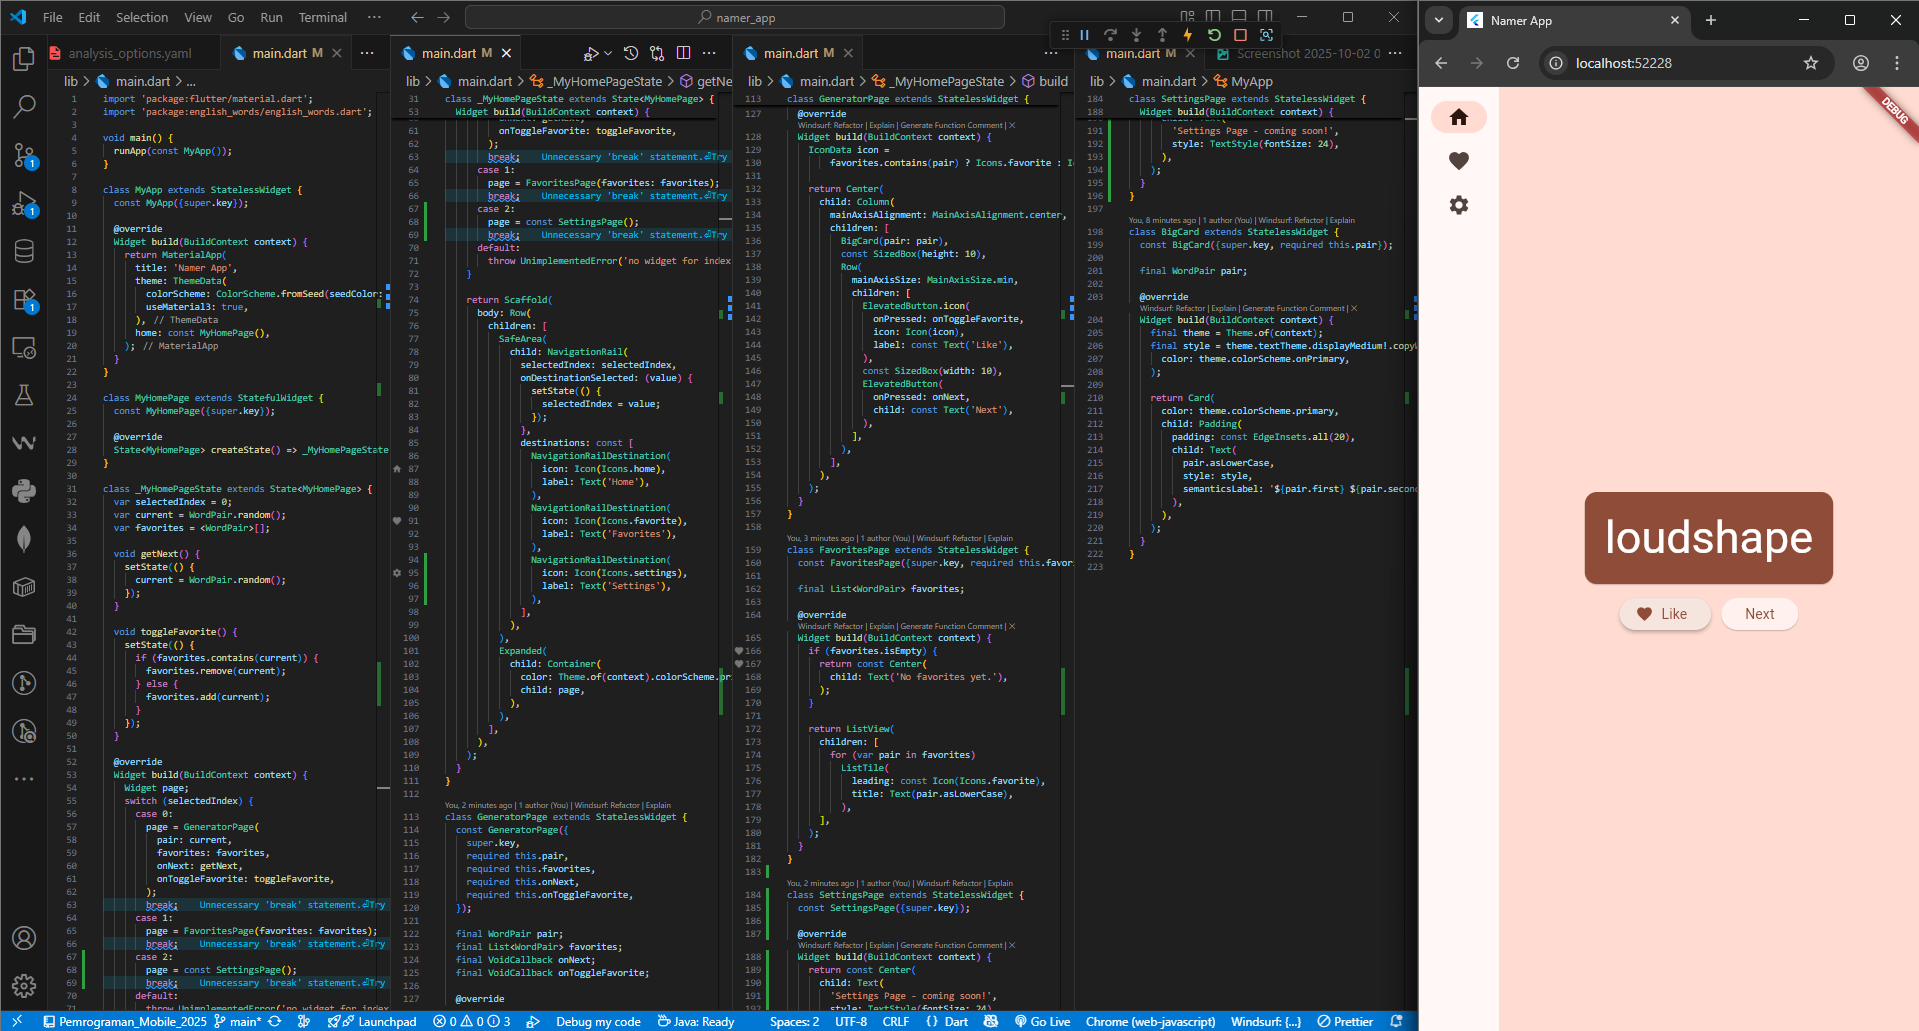 File Edit Selection View Go Run Terminal ··· namer_app
analysis_options.yaml
main.dart M
lib > main.dart > ...
1 import 'package:flutter/material.dart';
2 import 'package:english_words/english_words.dart';
3
4 void main() {
5 runApp(const MyApp());
6 }
7
8 class MyApp extends StatelessWidget {
9 const MyApp({super.key});
10
11 @override
12 Widget build(BuildContext context) {
13 return MaterialApp(
14 title: 'Namer App',
15 theme: ThemeData(
16 colorScheme: ColorScheme.fromSeed(seedColor:
17 useMaterial3: true,
18 ), // ThemeData
19 home: const MyHomePage(),
20 ); // MaterialApp
21 }
22 }
23
24 class MyHomePage extends StatefulWidget {
25 const MyHomePage({super.key});
26
27 @override
28 State<MyHomePage> createState() => _MyHomePageState
29 }
30
31 class _MyHomePageState extends State<MyHomePage> {
32 var selectedIndex = 0;
33 var current = WordPair.random();
34 var favorites = <WordPair>[];
35
36 void getNext() {
37 setState(() {
38 current = WordPair.random();
39 });
40 }
41
42 void toggleFavorite() {
43 setState(() {
44 if (favorites.contains(current)) {
45 favorites.remove(current);
46 } else {
47 favorites.add(current);
48 }
49 });
50 }
51
52 @override
53 Widget build(BuildContext context) {
54 Widget page;
55 switch (selectedIndex) {
56 case 0:
57 page = GeneratorPage(
58 pair: current,
59 favorites: favorites,
60 onNext: getNext,
61 onToggleFavorite: toggleFavorite,
62 );
63 break; Unnecessary 'break' statement.⏎Try
64 case 1:
65 page = FavoritesPage(favorites: favorites);
66 break; Unnecessary 'break' statement.⏎Try
67 case 2:
68 page = const SettingsPage();
69 break; Unnecessary 'break' statement.⏎Try
70 default:
71 throw UnimplementedError('no widget for index
main.dart M
lib > main.dart > _MyHomePageState > getNe
31 class _MyHomePageState extends State<MyHomePage> {
53 Widget build(BuildContext context) {
61 onToggleFavorite: toggleFavorite,
62 );
63 break; Unnecessary 'break' statement.⏎Try
64 case 1:
65 page = FavoritesPage(favorites: favorites);
66 break; Unnecessary 'break' statement.⏎Try
67 case 2:
68 page = const SettingsPage();
69 break; Unnecessary 'break' statement.⏎Try
70 default:
71 throw UnimplementedError('no widget for index
72 }
73
74 return Scaffold(
75 body: Row(
76 children: [
77 SafeArea(
78 child: NavigationRail(
79 selectedIndex: selectedIndex,
80 onDestinationSelected: (value) {
81 setState(() {
82 selectedIndex = value;
83 });
84 },
85 destinations: const [
86 NavigationRailDestination(
87 icon: Icon(Icons.home),
88 label: Text('Home'),
89 ),
90 NavigationRailDestination(
91 icon: Icon(Icons.favorite),
92 label: Text('Favorites'),
93 ),
94 NavigationRailDestination(
95 icon: Icon(Icons.settings),
96 label: Text('Settings'),
97 ),
98 ],
99 ),
100 ),
101 Expanded(
102 child: Container(
103 color: Theme.of(context).colorScheme.pr
104 child: page,
105 ),
106 ),
107 ],
108 ),
109 );
110 }
111 }
112
You, 2 minutes ago | 1 author (You) | Windsurf: Refactor | Explain
113 class GeneratorPage extends StatelessWidget {
114 const GeneratorPage({
115 super.key,
116 required this.pair,
117 required this.favorites,
118 required this.onNext,
119 required this.onToggleFavorite,
120 });
121
122 final WordPair pair;
123 final List<WordPair> favorites;
124 final VoidCallback onNext;
125 final VoidCallback onToggleFavorite;
126
127 @override
main.dart M
lib > main.dart > _MyHomePageState > build
113 class GeneratorPage extends StatelessWidget {
127 @override
Windsurf: Refactor | Explain | Generate Function Comment | X
128 Widget build(BuildContext context) {
129 IconData icon =
130 favorites.contains(pair) ? Icons.favorite : I
131
132 return Center(
133 child: Column(
134 mainAxisAlignment: MainAxisAlignment.center,
135 children: [
136 BigCard(pair: pair),
137 const SizedBox(height: 10),
138 Row(
139 mainAxisSize: MainAxisSize.min,
140 children: [
141 ElevatedButton.icon(
142 onPressed: onToggleFavorite,
143 icon: Icon(icon),
144 label: const Text('Like'),
145 ),
146 const SizedBox(width: 10),
147 ElevatedButton(
148 onPressed: onNext,
149 child: const Text('Next'),
150 ),
151 ],
152 ),
153 ],
154 ),
155 );
156 }
157 }
158
You, 3 minutes ago | 1 author (You) | Windsurf: Refactor | Explain
159 class FavoritesPage extends StatelessWidget {
160 const FavoritesPage({super.key, required this.favor
161
162 final List<WordPair> favorites;
163
164 @override
Windsurf: Refactor | Explain | Generate Function Comment | X
165 Widget build(BuildContext context) {
166 if (favorites.isEmpty) {
167 return const Center(
168 child: Text('No favorites yet.'),
169 );
170 }
171
172 return ListView(
173 children: [
174 for (var pair in favorites)
175 ListTile(
176 leading: const Icon(Icons.favorite),
177 title: Text(pair.asLowerCase),
178 ),
179 ],
180 );
181 }
182 }
183
You, 2 minutes ago | 1 author (You) | Windsurf: Refactor | Explain
184 class SettingsPage extends StatelessWidget {
185 const SettingsPage({super.key});
186
187 @override
Windsurf: Refactor | Explain | Generate Function Comment | X
188 Widget build(BuildContext context) {
189 return const Center(
190 child: Text(
191 'Settings Page - coming soon!',
192 style: TextStyle(fontSize: 24)
main.dart M
Screenshot 2025-10-02 0
lib > main.dart > MyApp
184 class SettingsPage extends StatelessWidget {
188 Widget build(BuildContext context) {
191 'Settings Page - coming soon!',
192 style: TextStyle(fontSize: 24),
193 ),
194 );
195 }
196 }
197
You, 8 minutes ago | 1 author (You) | Windsurf: Refactor | Explain
198 class BigCard extends StatelessWidget {
199 const BigCard({super.key, required this.pair});
200
201 final WordPair pair;
202
203 @override
Windsurf: Refactor | Explain | Generate Function Comment | X
204 Widget build(BuildContext context) {
205 final theme = Theme.of(context);
206 final style = theme.textTheme.displayMedium!.copyW
207 color: theme.colorScheme.onPrimary,
208 );
209
210 return Card(
211 color: theme.colorScheme.primary,
212 child: Padding(
213 padding: const EdgeInsets.all(20),
214 child: Text(
215 pair.asLowerCase,
216 style: style,
217 semanticsLabel: '${pair.first} ${pair.secon
218 ),
219 ),
220 );
221 }
222 }
223
Pemrograman_Mobile_2025 main* Launchpad 0 0 3 Debug my code Java: Ready Spaces: 2 UTF-8 CRLF {} Dart Go Live Chrome (web-javascript) Windsurf: {...} Prettier
Namer App
localhost:52228
DEBUG
loudshape
Like
Next